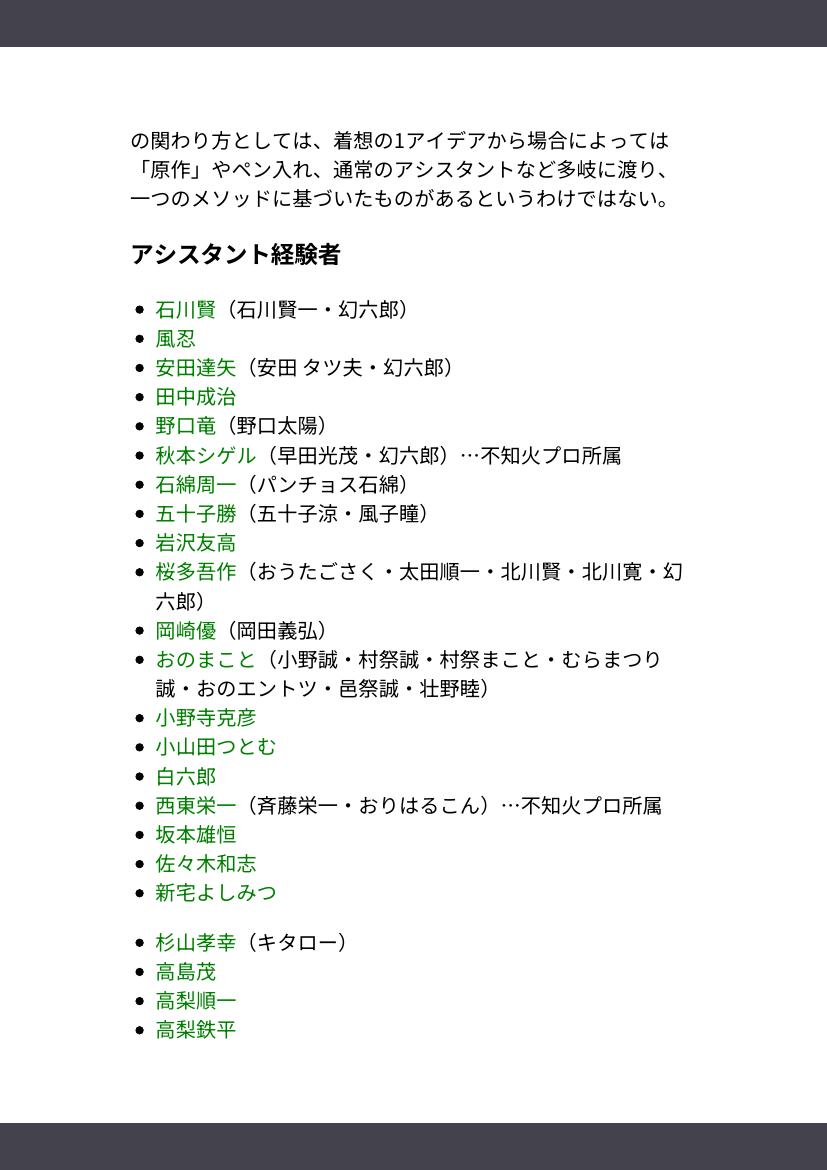 の関わり方としては、着想の1アイデアから場合によっては
「原作」やペン入れ、通常のアシスタントなど多岐に渡り、
一つのメソッドに基づいたものがあるというわけではない。
アシスタント経験者
• 石川賢（石川賢一・幻六郎）
• 風忍
• 安田達矢（安田 タツ夫・幻六郎）
• 田中成治
• 野口竜（野口太陽）
• 秋本シゲル（早田光茂・幻六郎）…不知火プロ所属
• 石綿周一（パンチョス石綿）
• 五十子勝（五十子涼・風子瞳）
• 岩沢友高
• 桜多吾作（おうたごさく・太田順一・北川賢・北川寛・幻
六郎）
• 岡崎優（岡田義弘）
• おのまこと（小野誠・村祭誠・村祭まこと・むらまつり
誠・おのエントツ・邑祭誠・壮野睦）
• 小野寺克彦
• 小山田つとむ
• 白六郎
• 西東栄一（斉藤栄一・おりはるこん）…不知火プロ所属
• 坂本雄恒
• 佐々木和志
• 新宅よしみつ
• 杉山孝幸（キタロー）
• 高島茂
• 高梨順一
• 高梨鉄平